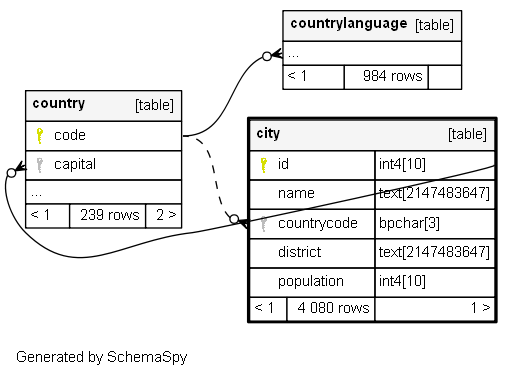 countrylanguage [table]
...
< 1 984 rows
country [table]
code
capital
...
< 1 239 rows 2 >
city [table]
id int4[10]
name text[2147483647]
countrycode bpchar[3]
district text[2147483647]
population int4[10]
< 1 4 080 rows 1 >
Generated by SchemaSpy